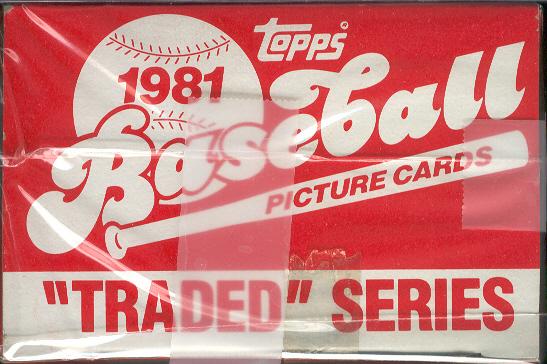 topps®
1981
Baseball
PICTURE CARDS
"TRADED" SERIES